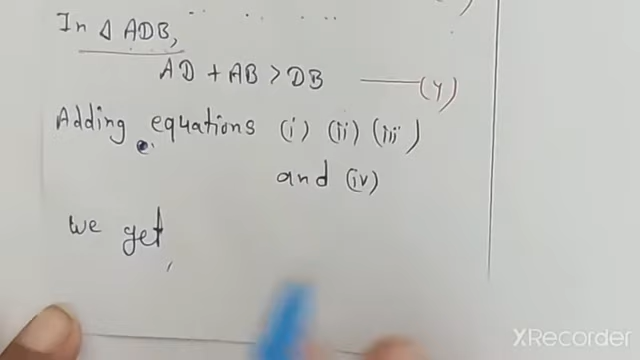 In Δ ADB,
AD + AB > DB —— (4)
Adding equations (i) (ii) (iii)
and (iv)
we get,
XRecorder